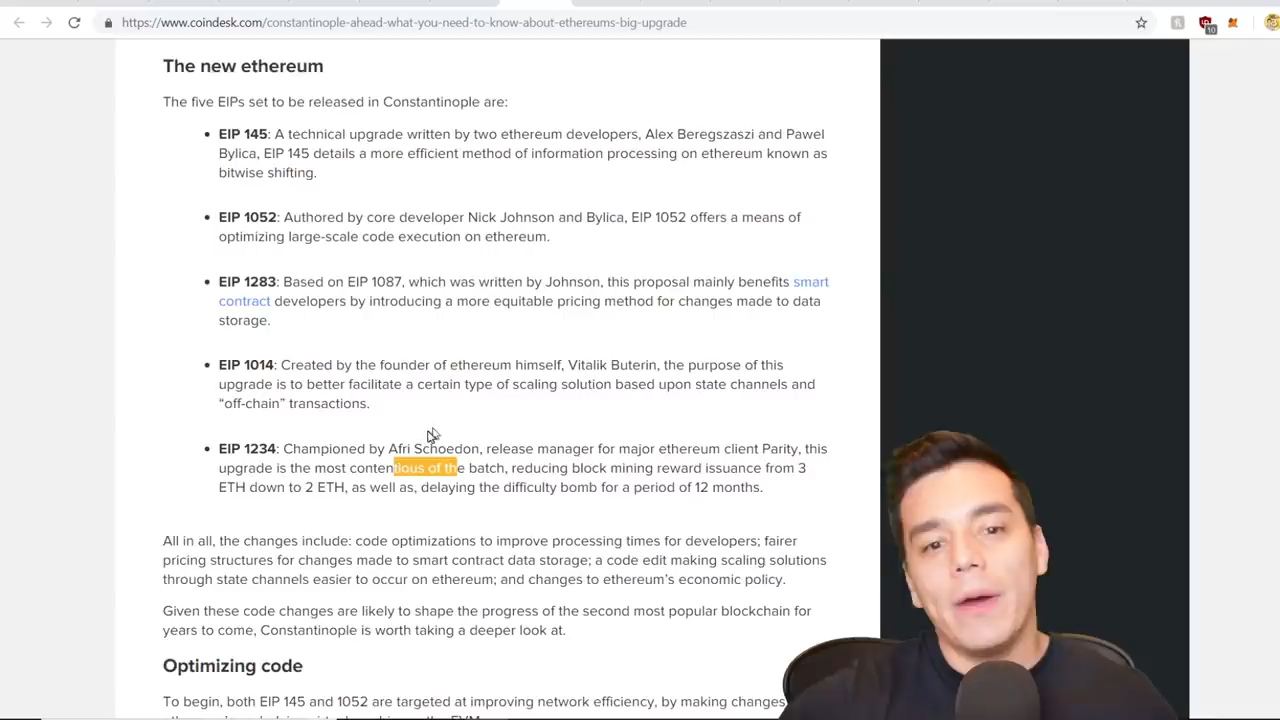 https://www.coindesk.com/constantinople-ahead-what-you-need-to-know-about-ethereums-big-upgrade
10
The new ethereum
The five EIPs set to be released in Constantinople are:
• EIP 145: A technical upgrade written by two ethereum developers, Alex Beregszaszi and Pawel
Bylica, EIP 145 details a more efficient method of information processing on ethereum known as
bitwise shifting.
• EIP 1052: Authored by core developer Nick Johnson and Bylica, EIP 1052 offers a means of
optimizing large-scale code execution on ethereum.
• EIP 1283: Based on EIP 1087, which was written by Johnson, this proposal mainly benefits smart
contract developers by introducing a more equitable pricing method for changes made to data
storage.
• EIP 1014: Created by the founder of ethereum himself, Vitalik Buterin, the purpose of this
upgrade is to better facilitate a certain type of scaling solution based upon state channels and
“off-chain” transactions.
• EIP 1234: Championed by Afri Schoedon, release manager for major ethereum client Parity, this
upgrade is the most contentious of the batch, reducing block mining reward issuance from 3
ETH down to 2 ETH, as well as, delaying the difficulty bomb for a period of 12 months.
All in all, the changes include: code optimizations to improve processing times for developers; fairer
pricing structures for changes made to smart contract data storage; a code edit making scaling solutions
through state channels easier to occur on ethereum; and changes to ethereum’s economic policy.
Given these code changes are likely to shape the progress of the second most popular blockchain for
years to come, Constantinople is worth taking a deeper look at.
Optimizing code
To begin, both EIP 145 and 1052 are targeted at improving network efficiency, by making changes